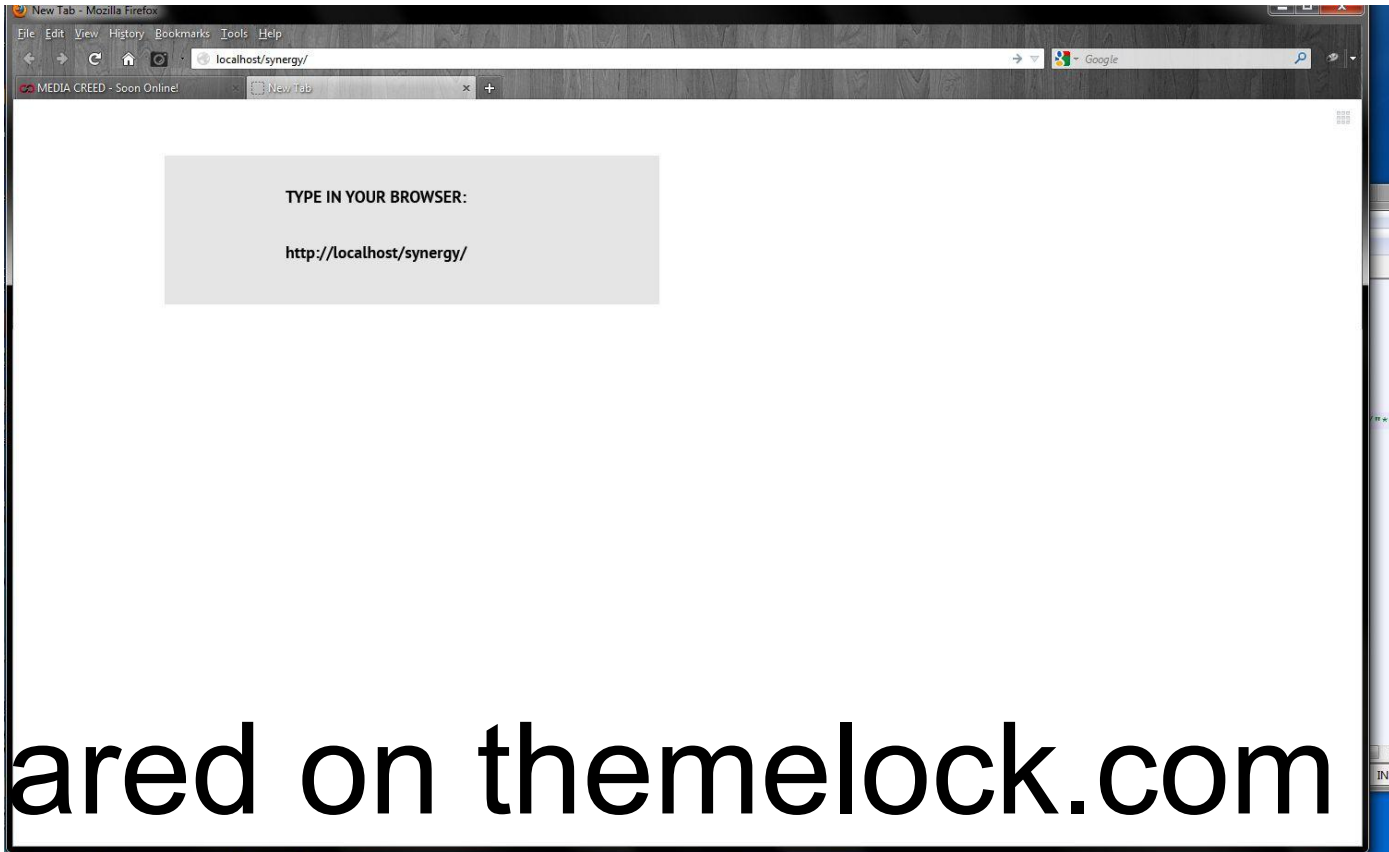 New Tab - Mozilla Firefox
File Edit View History Bookmarks Tools Help
localhost/synergy/
Google
MEDIA CREED - Soon Online!
New Tab
TYPE IN YOUR BROWSER:
http://localhost/synergy/
ared on themelock.com
IN